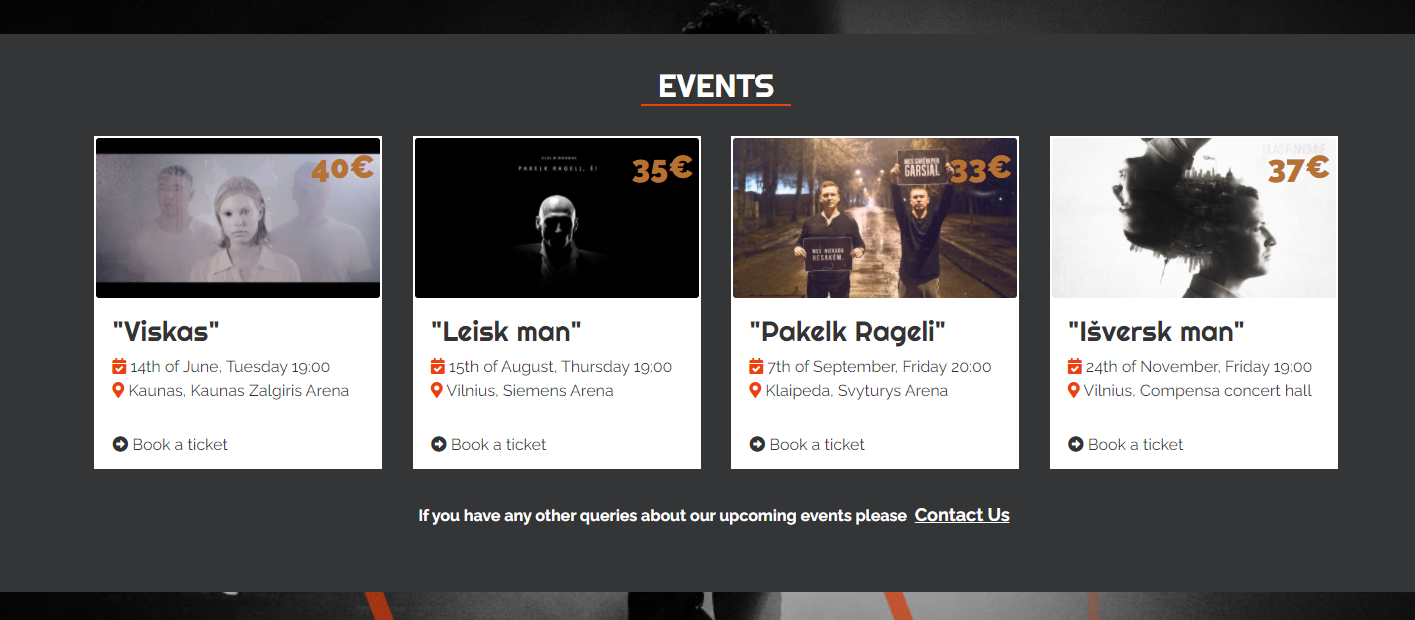 EVENTS
40€
35€
PAKELK RAGELĮ, Ė!
MES SAKĖM PER
GARSIAI.
33€
MES NIEKADA
NESAKĖM.
37€
"Viskas"
14th of June, Tuesday 19:00
Kaunas, Kaunas Zalgiris Arena
Book a ticket
"Leisk man"
15th of August, Thursday 19:00
Vilnius, Siemens Arena
Book a ticket
"Pakelk Rageli"
7th of September, Friday 20:00
Klaipeda, Svyturys Arena
Book a ticket
"Išversk man"
24th of November, Friday 19:00
Vilnius, Compensa concert hall
Book a ticket
If you have any other queries about our upcoming events please Contact Us